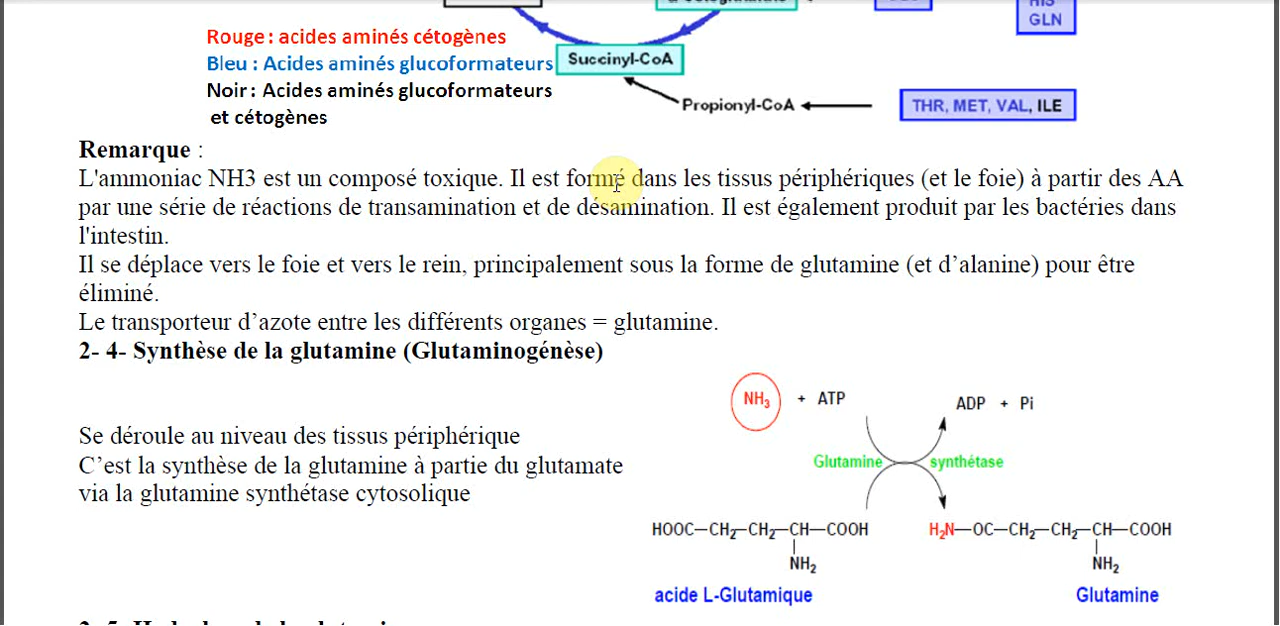 GLN
Rouge : acides aminés cétogènes
Bleu : Acides aminés glucoformateurs
Succinyl-CoA
Noir : Acides aminés glucoformateurs
et cétogènes
Propionyl-CoA
THR, MET, VAL, ILE
Remarque :
L'ammoniac NH3 est un composé toxique. Il est formé dans les tissus périphériques (et le foie) à partir des AA
par une série de réactions de transamination et de désamination. Il est également produit par les bactéries dans
l'intestin.
Il se déplace vers le foie et vers le rein, principalement sous la forme de glutamine (et d'alanine) pour être
éliminé.
Le transporteur d'azote entre les différents organes = glutamine.
2- 4- Synthèse de la glutamine (Glutaminogénèse)
NH3 + ATP
ADP + Pi
Se déroule au niveau des tissus périphérique
C'est la synthèse de la glutamine à partie du glutamate
via la glutamine synthétase cytosolique
Glutamine synthétase
HOOC—CH2—CH2—CH—COOH
NH2
acide L-Glutamique
H2N—OC—CH2—CH2—CH—COOH
NH2
Glutamine